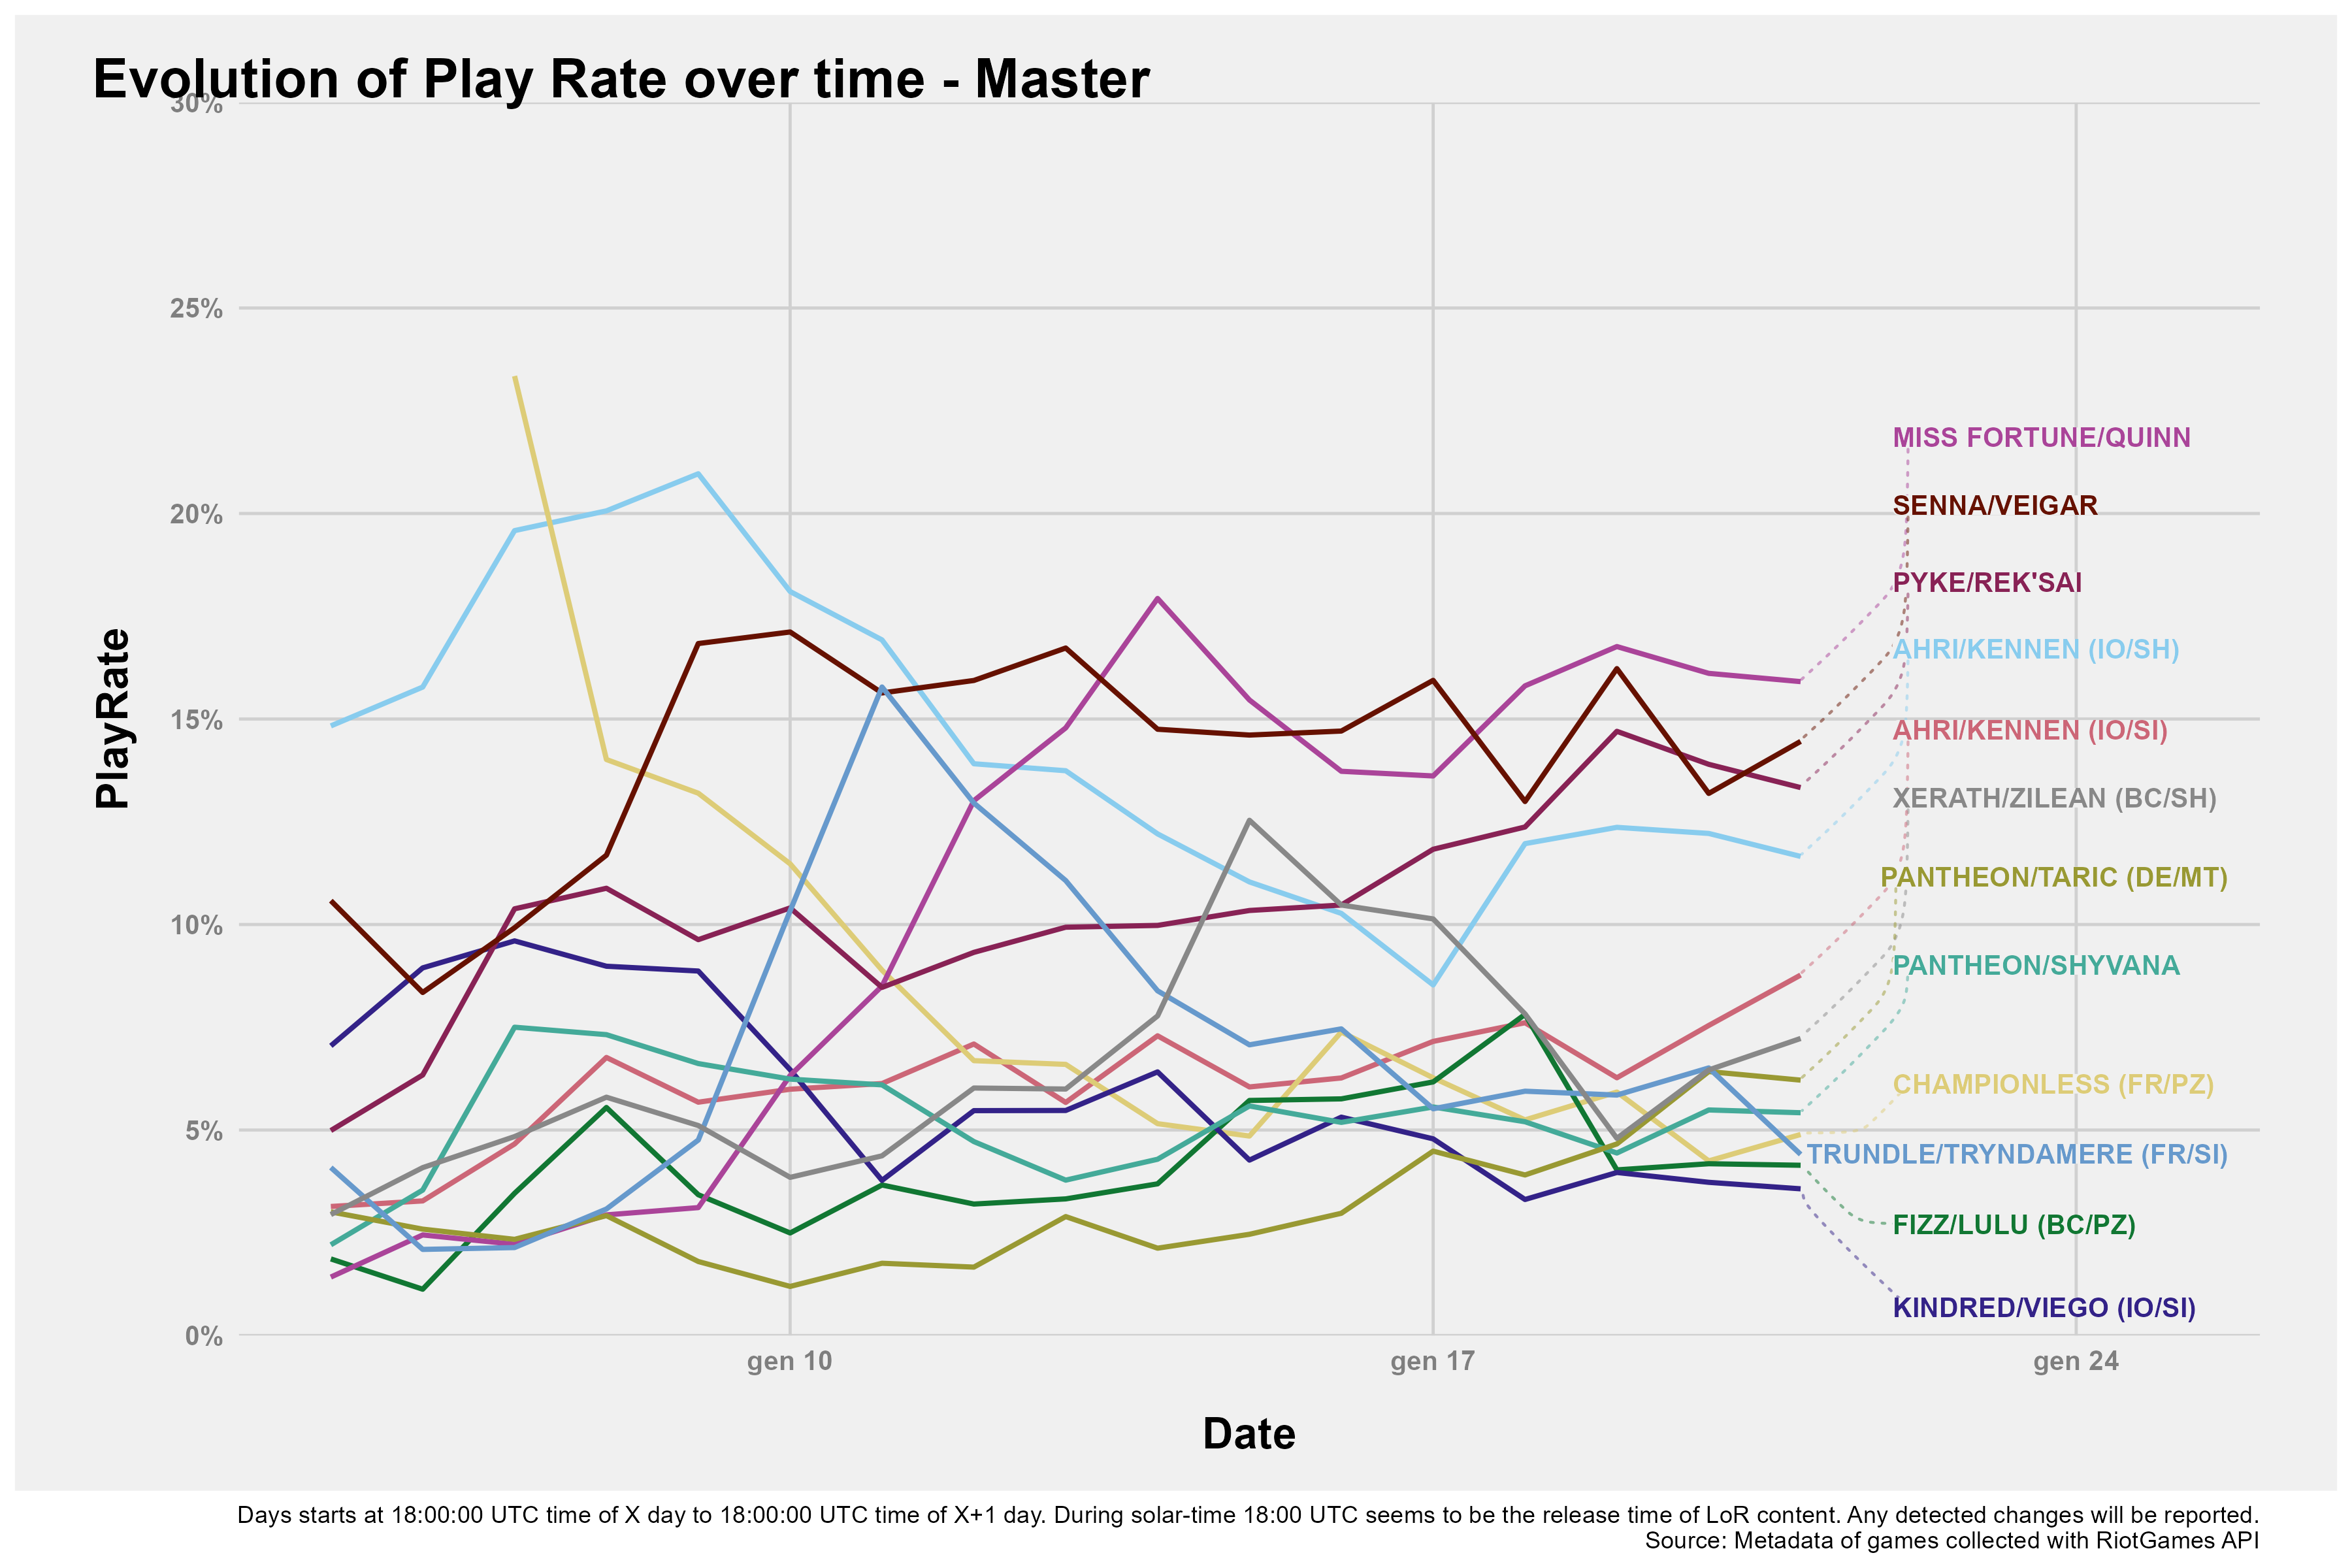 Evolution of Play Rate over time - Master
30%
25%
20%
15%
10%
5%
0%
PlayRate
MISS FORTUNE/QUINN
SENNA/VEIGAR
PYKE/REK'SAI
AHRI/KENNEN (IO/SH)
AHRI/KENNEN (IO/SI)
XERATH/ZILEAN (BC/SH)
PANTHEON/TARIC (DE/MT)
PANTHEON/SHYVANA
CHAMPIONLESS (FR/PZ)
TRUNDLE/TRYNDAMERE (FR/SI)
FIZZ/LULU (BC/PZ)
KINDRED/VIEGO (IO/SI)
gen 10
gen 17
gen 24
Date
Days starts at 18:00:00 UTC time of X day to 18:00:00 UTC time of X+1 day. During solar-time 18:00 UTC seems to be the release time of LoR content. Any detected changes will be reported.
Source: Metadata of games collected with RiotGames API